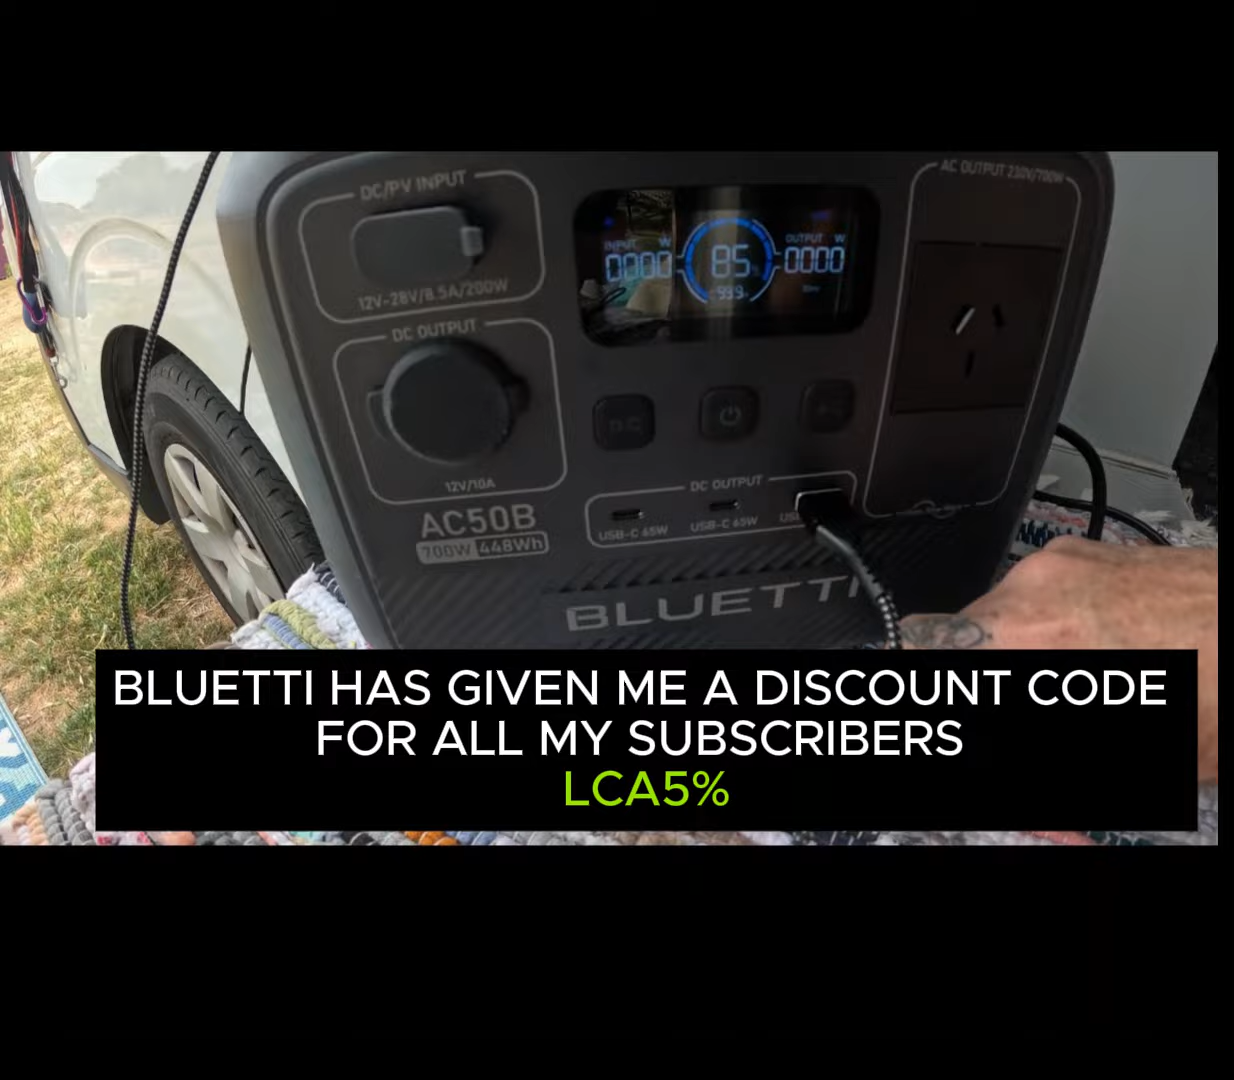 DC/PV INPUT
12V-28V/8.5A/200W
INPUT W
0000
85
99.9
OUTPUT W
0000
AC OUTPUT 230V/700W
DC OUTPUT
12V/10A
AC50B
700W 448Wh
DC OUTPUT
USB-C 65W
USB-C 65W
BLUETTI
BLUETTI HAS GIVEN ME A DISCOUNT CODE
FOR ALL MY SUBSCRIBERS
LCA5%